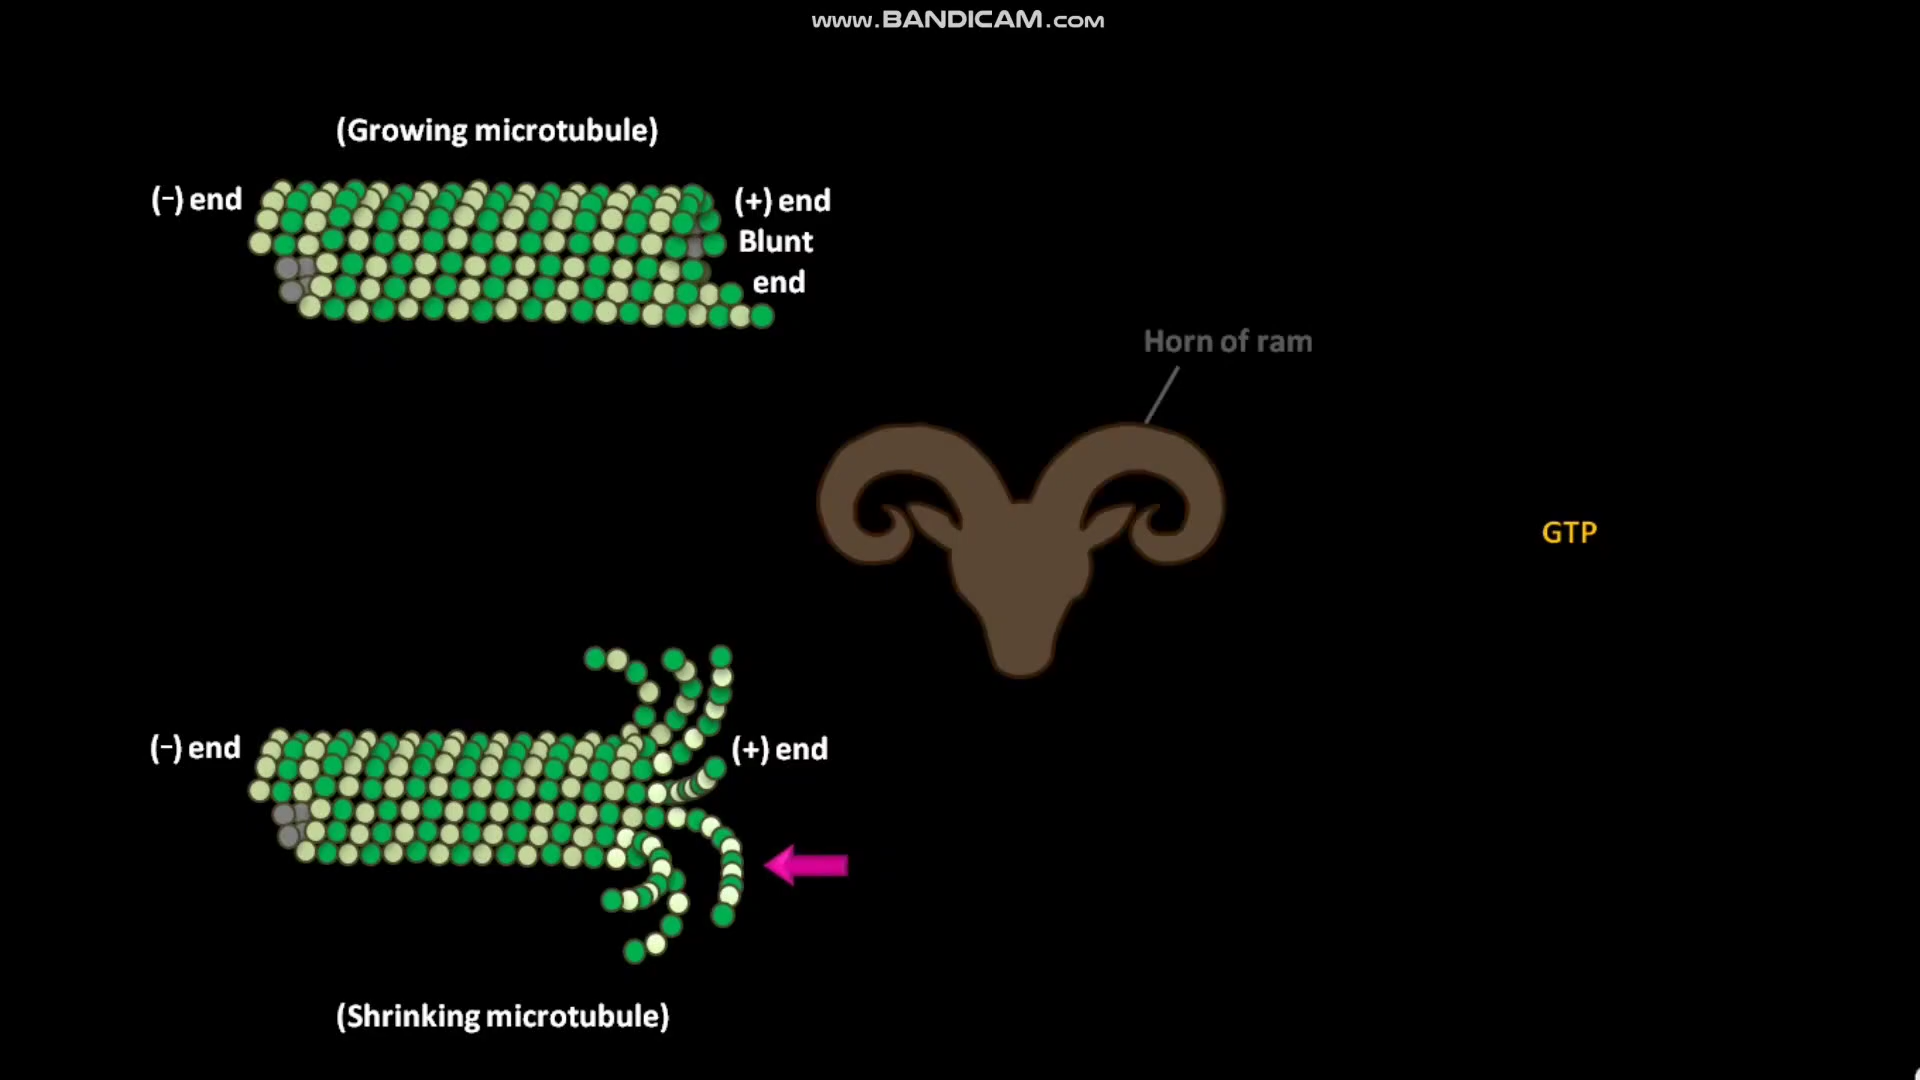 www.BANDICAM.com
(Growing microtubule)
(−) end
(+) end
Blunt
end
Horn of ram
GTP
(−) end
(+) end
(Shrinking microtubule)